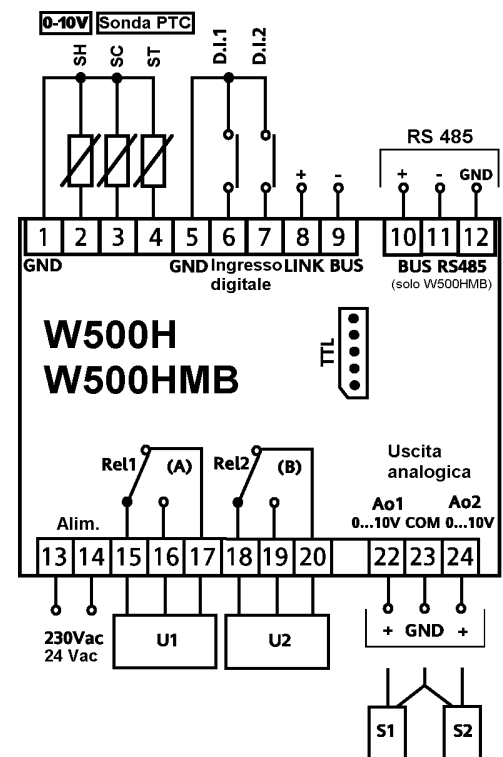 0-10V Sonda PTC
SH SC ST D.I.1 D.I.2
RS 485
+ - + - GND
1 2 3 4 5 6 7 8 9 10 11 12
GND GND Ingresso LINK BUS BUS RS485
digitale (solo W500HMB)
W500H
W500HMB
TTL
Rel1 (A) Rel2 (B)
Uscita
analogica
Ao1 Ao2
Alim. 0...10V COM 0...10V
13 14 15 16 17 18 19 20 22 23 24
230Vac U1 U2 + GND +
24 Vac
S1 S2